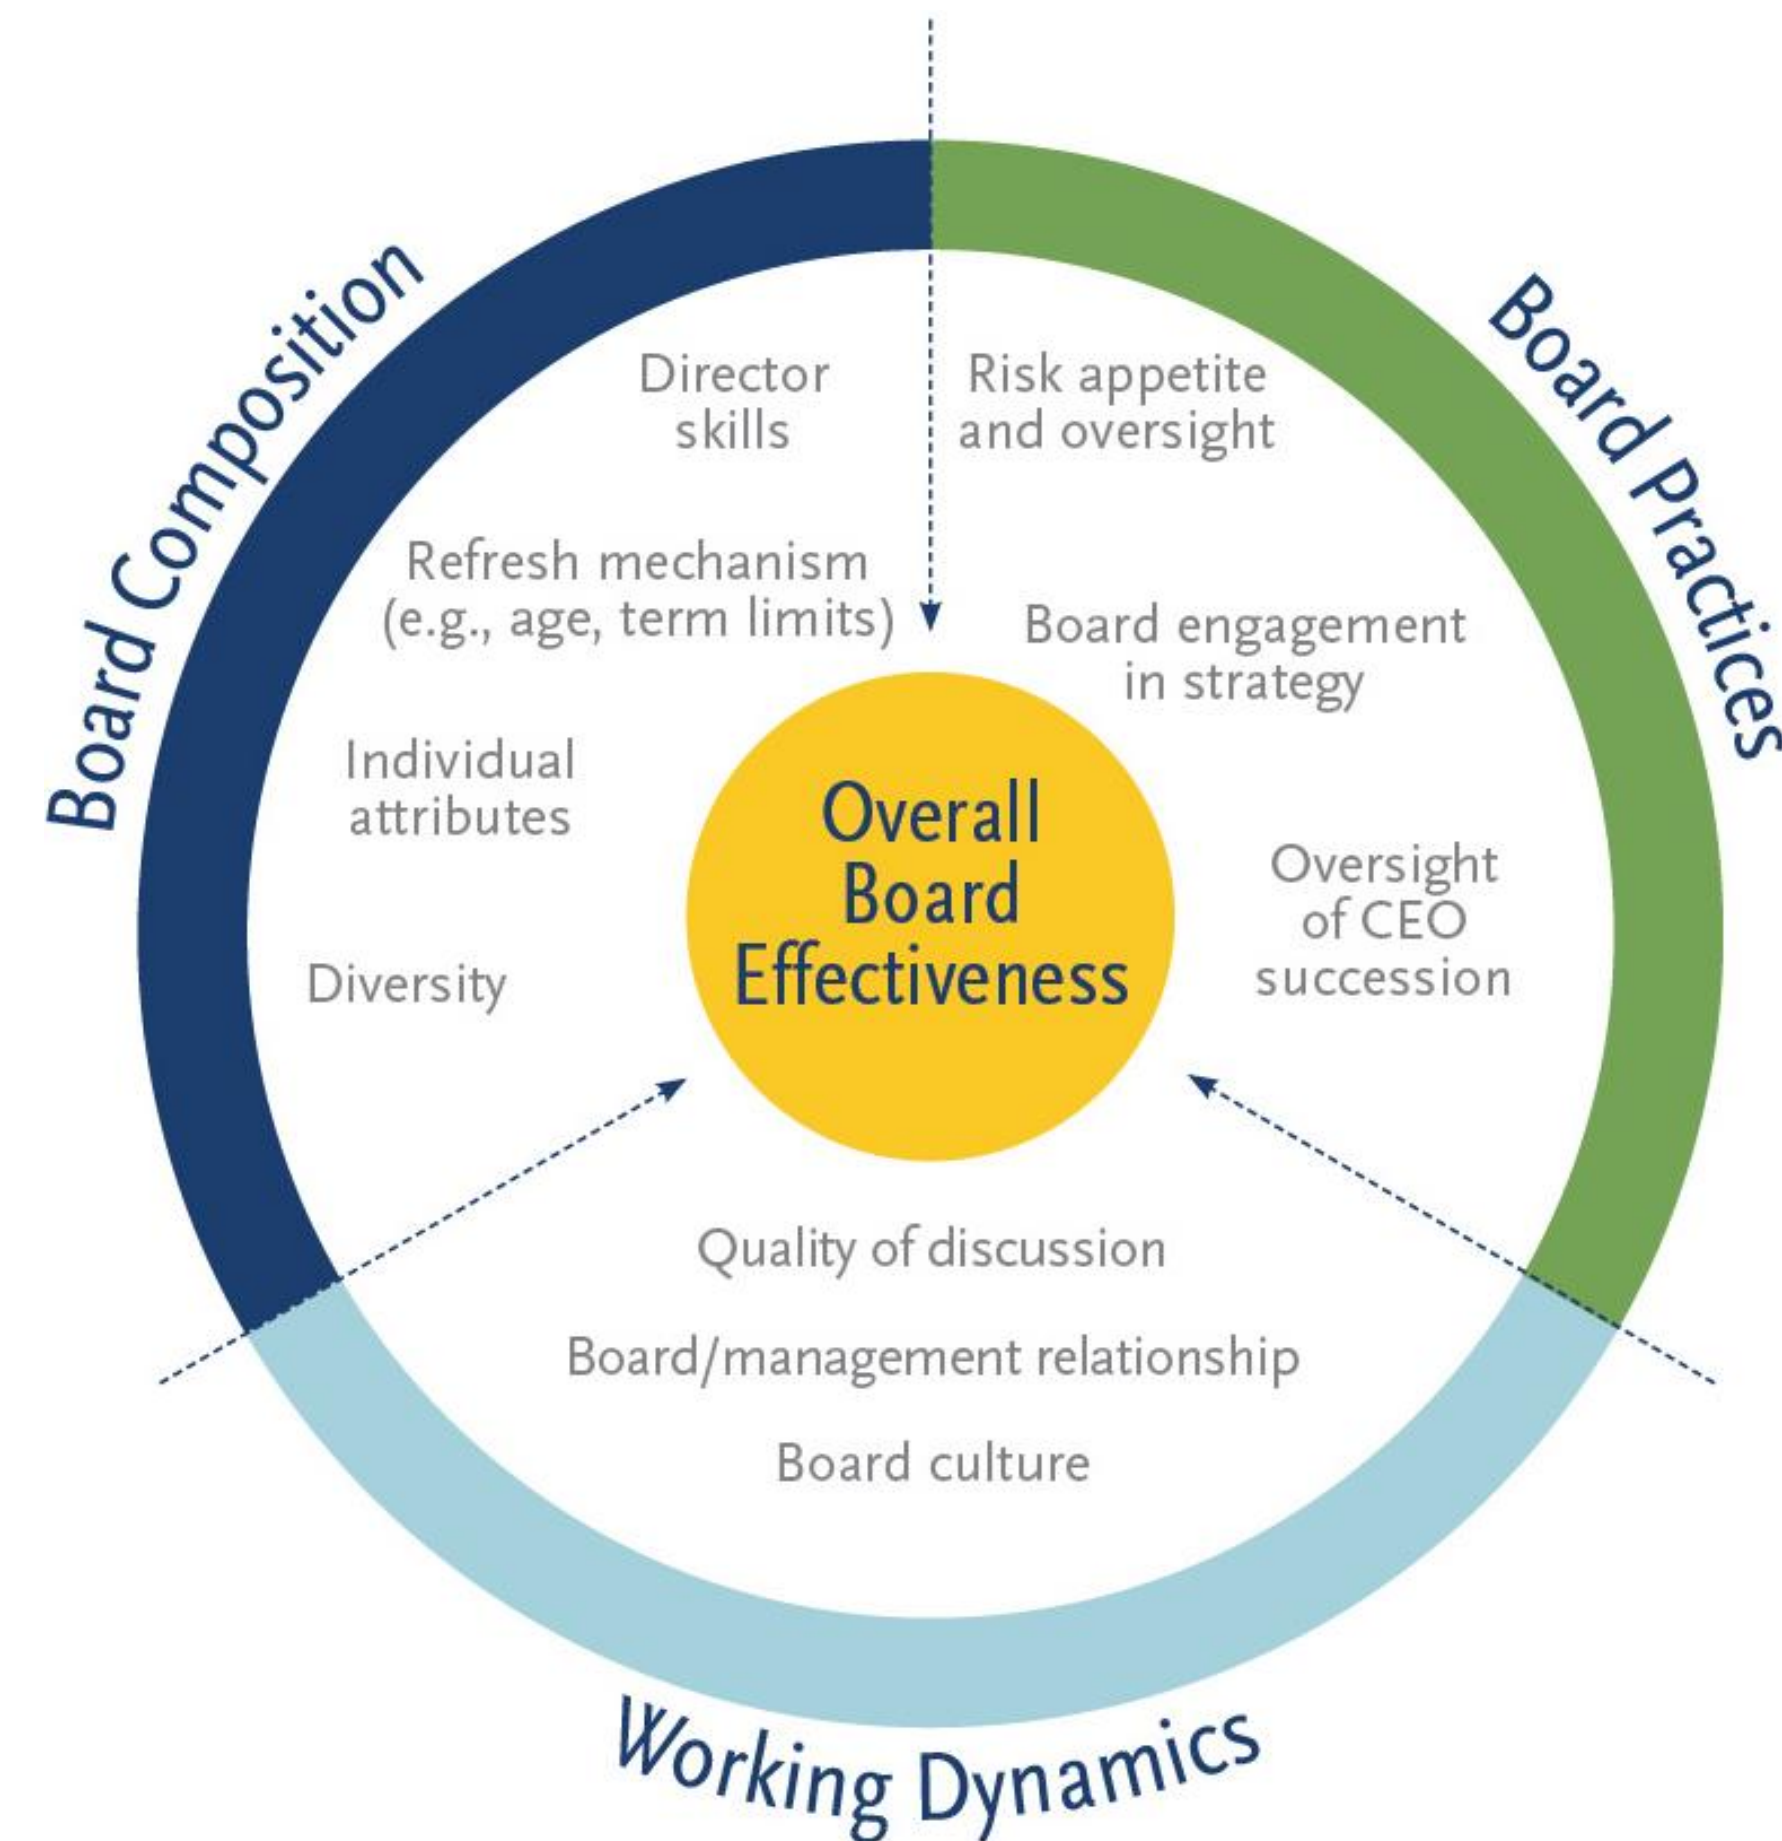 Board Composition
Director
skills
Refresh mechanism
(e.g., age, term limits)
Individual
attributes
Diversity
Board Practices
Risk appetite
and oversight
Board engagement
in strategy
Oversight
of CEO
succession
Overall
Board
Effectiveness
Quality of discussion
Board/management relationship
Board culture
Working Dynamics